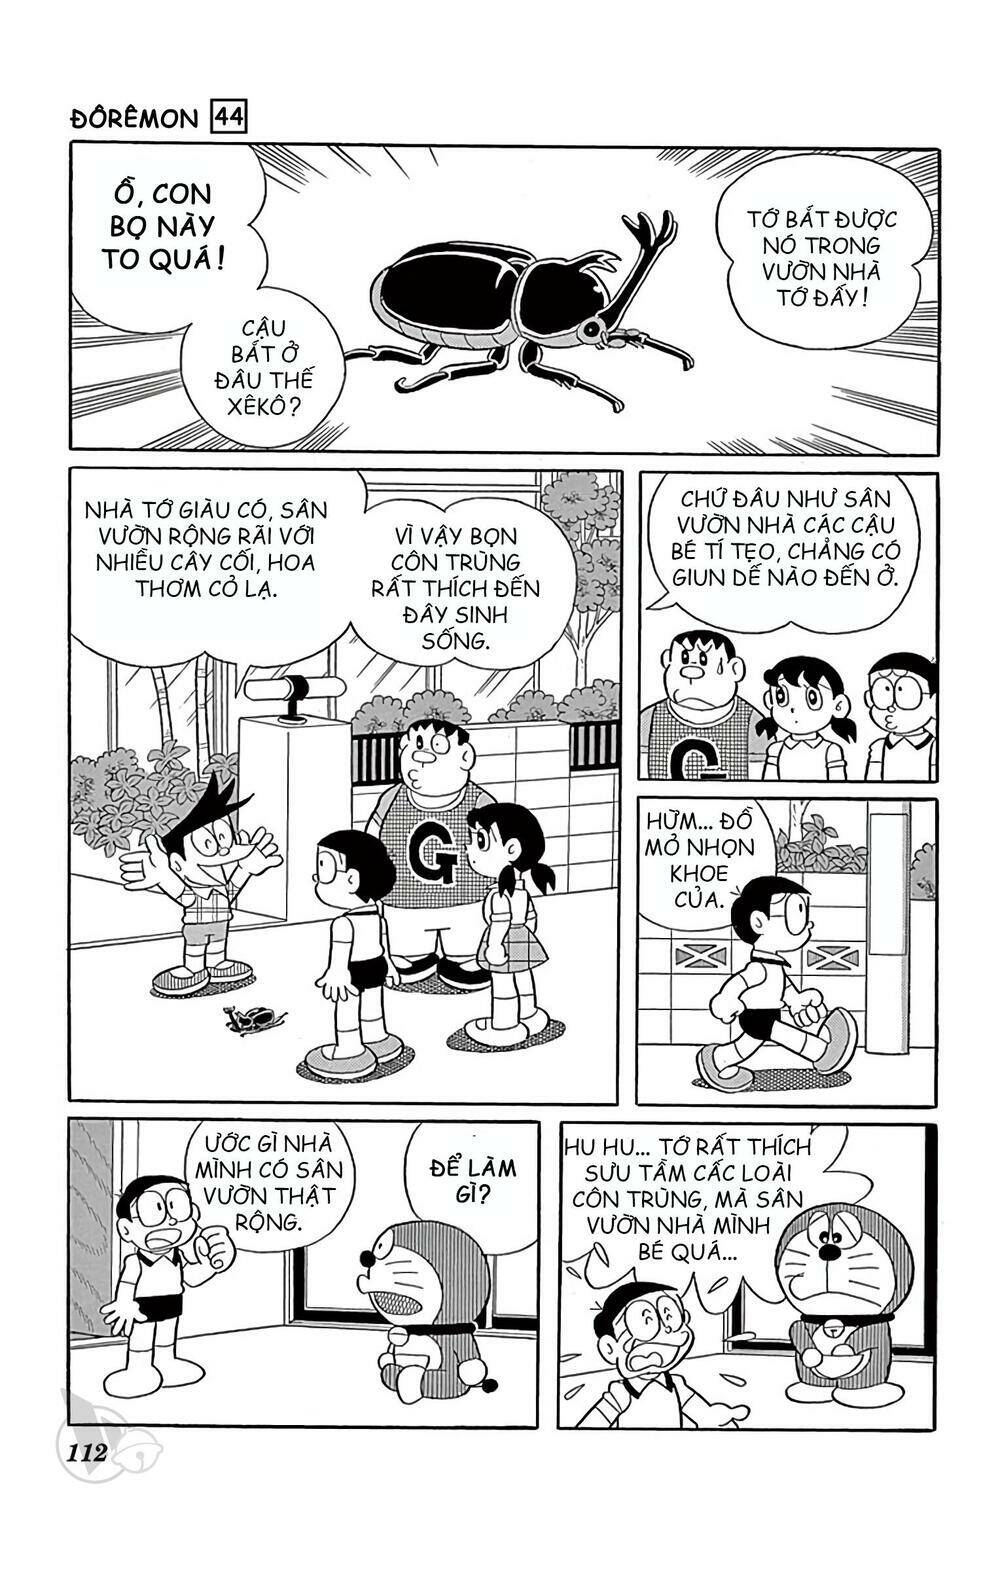 ĐÔRÊMON 44
Ồ, CON
BỌ NÀY
TO QUÁ!
CẬU
BẮT Ở
ĐÂU THẾ
XÊKÔ?
TỚ BẮT ĐƯỢC
NÓ TRONG
VƯỜN NHÀ
TỚ ĐẤY!
NHÀ TỚ GIÀU CÓ, SÂN
VƯỜN RỘNG RÃI VỚI
NHIỀU CÂY CỐI, HOA
THƠM CỎ LẠ.
VÌ VẬY BỌN
CÔN TRÙNG
RẤT THÍCH ĐẾN
ĐÂY SINH
SỐNG.
G
CHỨ ĐÂU NHƯ SÂN
VƯỜN NHÀ CÁC CẬU
BÉ TÍ TẸO, CHẲNG CÓ
GIUN DẾ NÀO ĐẾN Ở.
G
HỪM... ĐỒ
MỎ NHỌN
KHOE
CỦA.
ƯỚC GÌ NHÀ
MÌNH CÓ SÂN
VƯỜN THẬT
RỘNG.
ĐỂ LÀM
GÌ?
HU HU... TỚ RẤT THÍCH
SƯU TẦM CẤC LOÀI
CÔN TRÙNG, MÀ SÂN
VƯỜN NHÀ MÌNH
BÉ QUÁ...
112